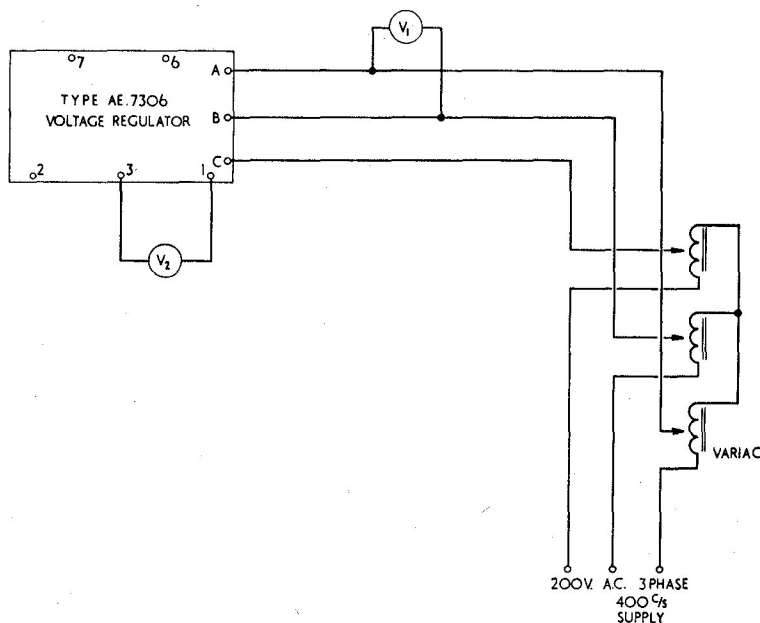 V1
7
6
A
TYPE AE.7306
VOLTAGE REGULATOR
B
C
2
3
1
V2
VARIAC
200V. A.C. 3 PHASE
400 C/S
SUPPLY